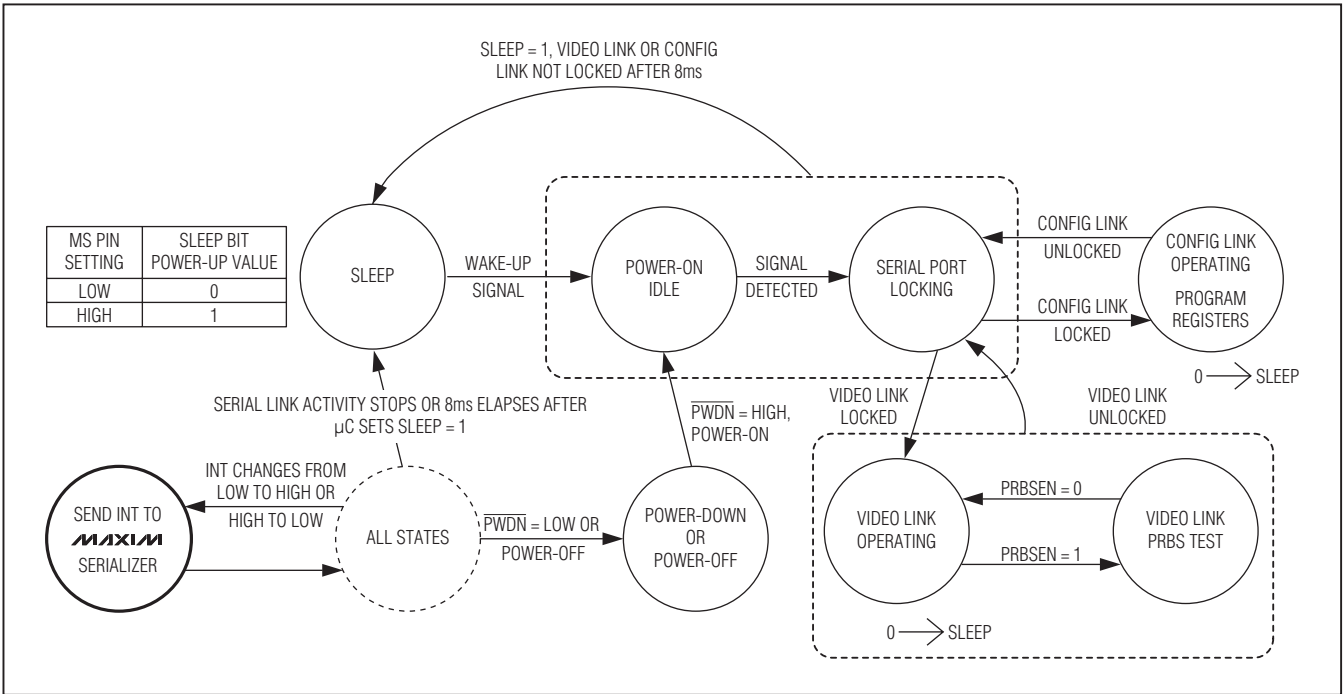 SLEEP = 1, VIDEO LINK OR CONFIG
LINK NOT LOCKED AFTER 8ms
MS PIN
SETTING
SLEEP BIT
POWER-UP VALUE
LOW
0
HIGH
1
SLEEP
WAKE-UP
SIGNAL
POWER-ON
IDLE
SIGNAL
DETECTED
SERIAL PORT
LOCKING
CONFIG LINK
UNLOCKED
CONFIG LINK
LOCKED
CONFIG LINK
OPERATING
PROGRAM
REGISTERS
0 → SLEEP
SERIAL LINK ACTIVITY STOPS OR 8ms ELAPSES AFTER
μC SETS SLEEP = 1
PWDN = HIGH,
POWER-ON
VIDEO LINK
LOCKED
VIDEO LINK
UNLOCKED
INT CHANGES FROM
LOW TO HIGH OR
HIGH TO LOW
SEND INT TO
MAXIM
SERIALIZER
ALL STATES
PWDN = LOW OR
POWER-OFF
POWER-DOWN
OR
POWER-OFF
VIDEO LINK
OPERATING
PRBSEN = 0
PRBSEN = 1
VIDEO LINK
PRBS TEST
0 → SLEEP